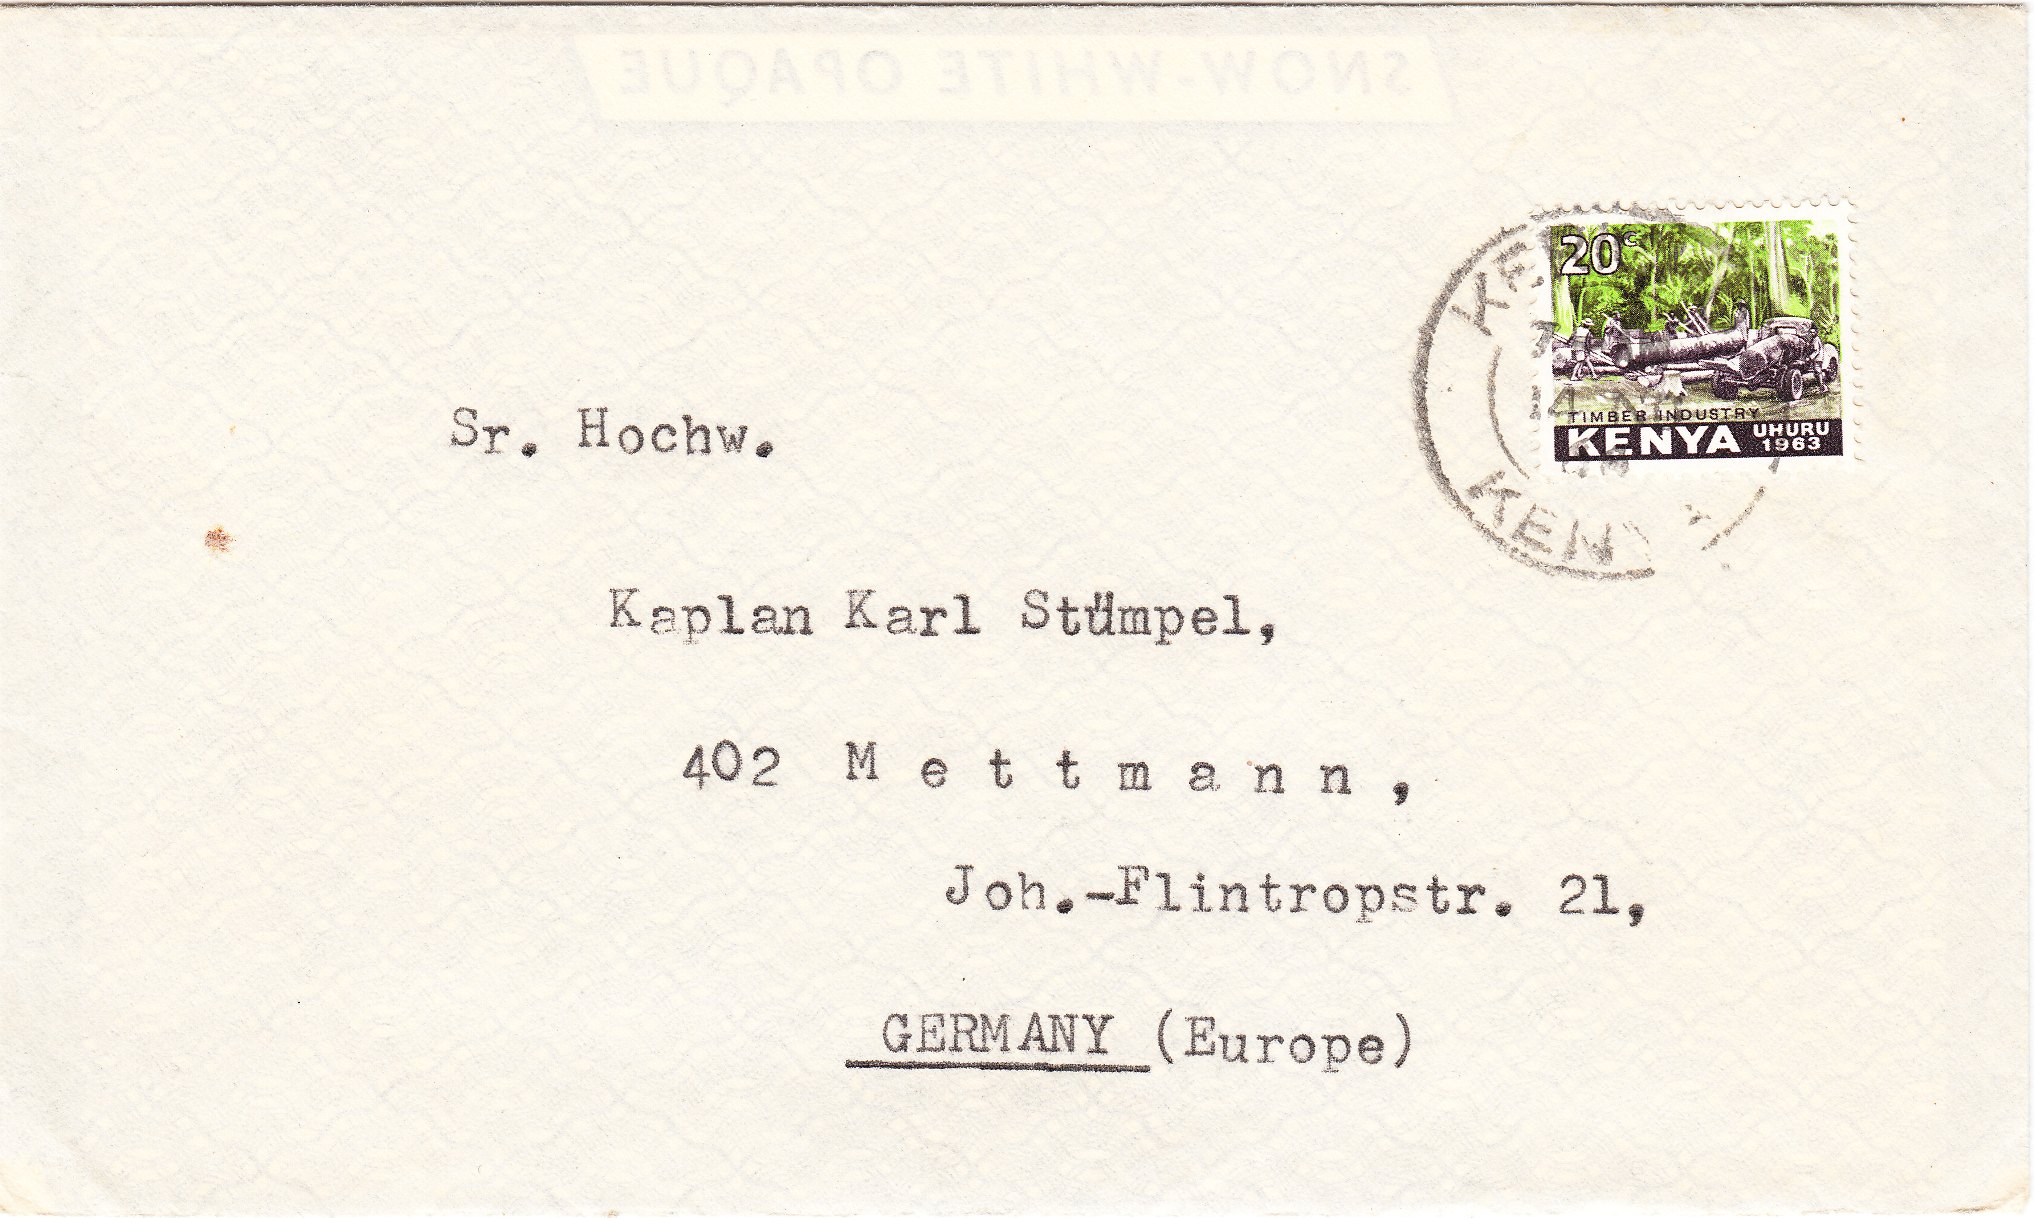 SNOW-WHITE OPAQUE
20c
TIMBER INDUSTRY
KENYA UHURU 1963
Sr. Hochw.
Kaplan Karl Stümpel,
402 Mettmann,
Joh.-Flintropstr. 21,
GERMANY (Europe)